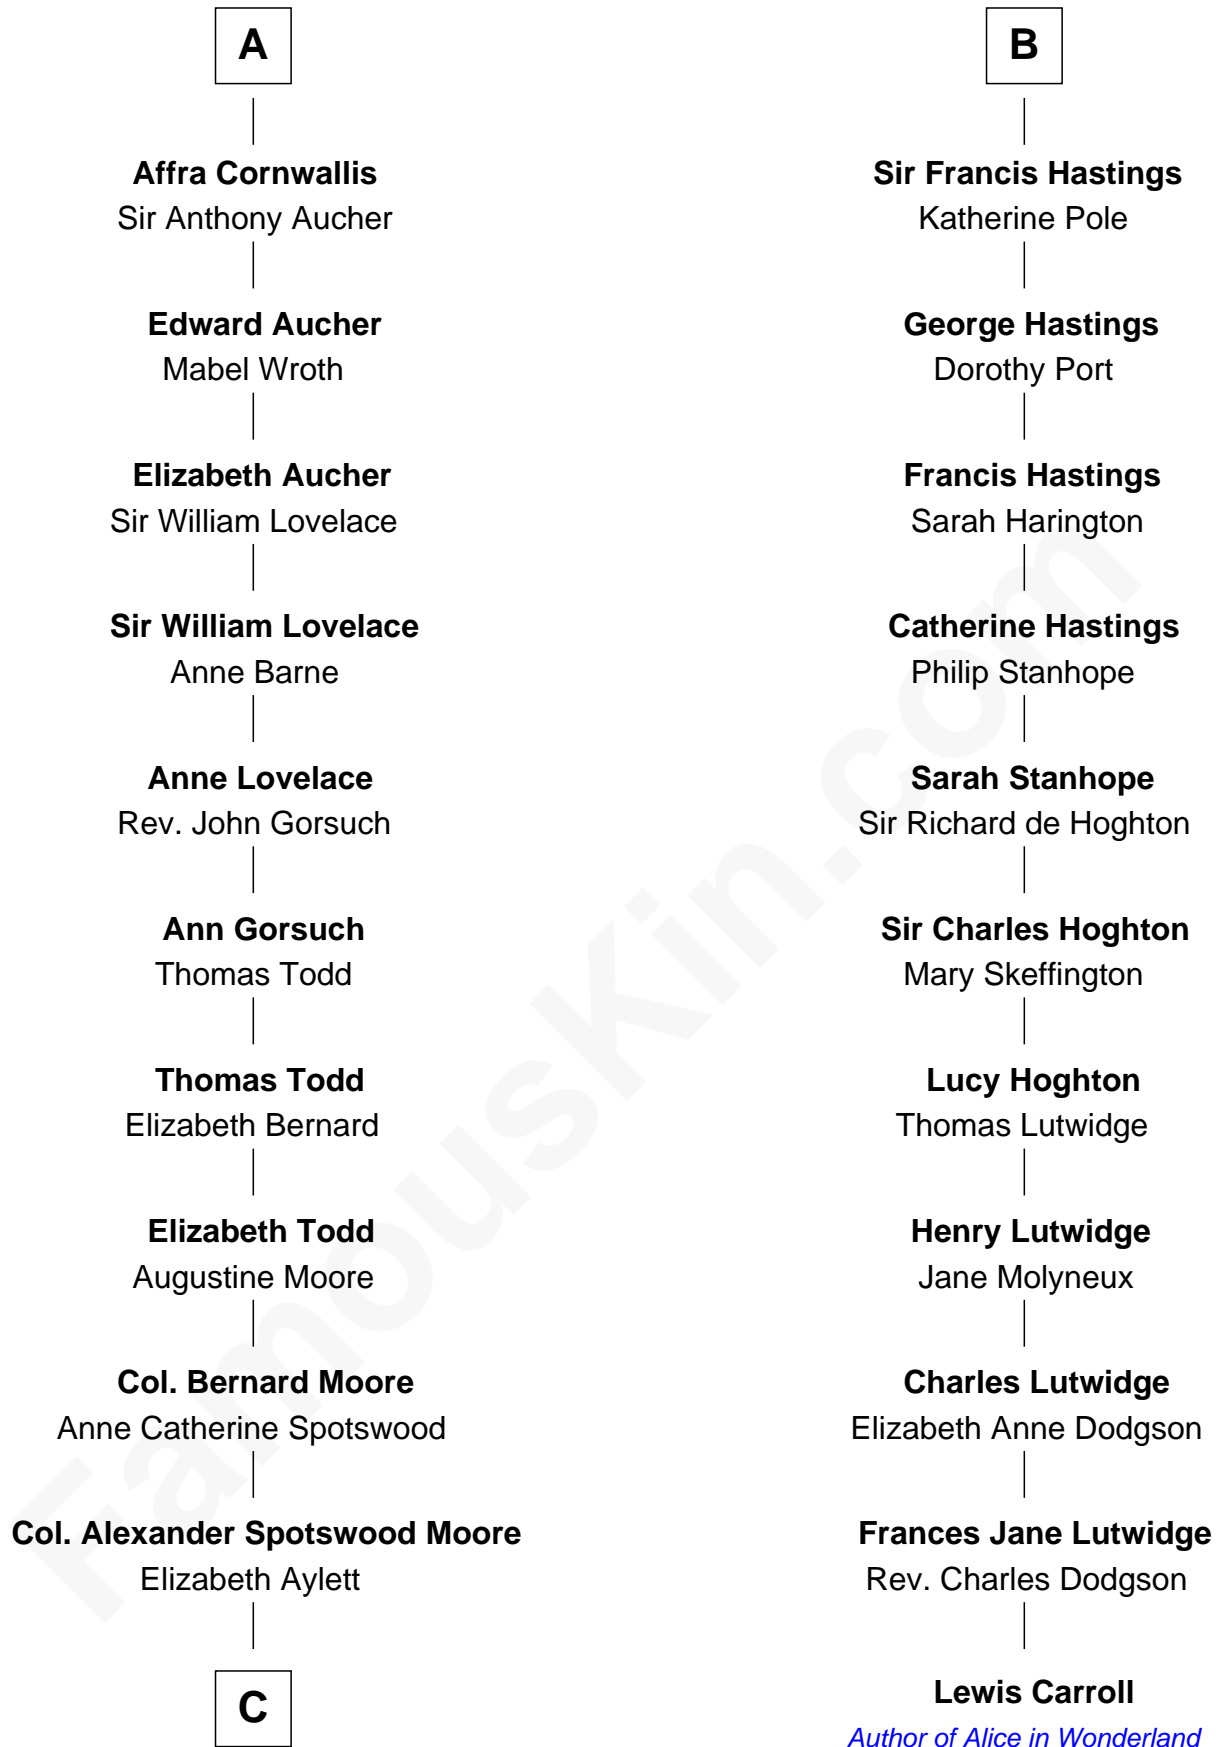 A
Affra Cornwallis
Sir Anthony Aucher
Edward Aucher
Mabel Wroth
Elizabeth Aucher
Sir William Lovelace
Sir William Lovelace
Anne Barne
Anne Lovelace
Rev. John Gorsuch
Ann Gorsuch
Thomas Todd
Thomas Todd
Elizabeth Bernard
Elizabeth Todd
Augustine Moore
Col. Bernard Moore
Anne Catherine Spotswood
Col. Alexander Spotswood Moore
Elizabeth Aylett
C
B
Sir Francis Hastings
Katherine Pole
George Hastings
Dorothy Port
Francis Hastings
Sarah Harington
Catherine Hastings
Philip Stanhope
Sarah Stanhope
Sir Richard de Hoghton
Sir Charles Hoghton
Mary Skeffington
Lucy Hoghton
Thomas Lutwidge
Henry Lutwidge
Jane Molyneux
Charles Lutwidge
Elizabeth Anne Dodgson
Frances Jane Lutwidge
Rev. Charles Dodgson
Lewis Carroll
Author of Alice in Wonderland
FamousKin.com